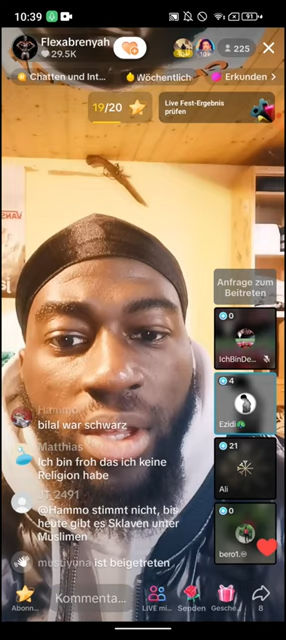 10:39
91%
Flexabrenyah
29.5K
225
Chatten und Int...
Wöchentlich
Erkunden >
19/20
Live Fest-Ergebnis
prüfen
VANS
Anfrage zum
Beitreten
0
IchBinDe...
4
Ezidi
21
Ali
0
bero1.
Hammo
bilal war schwarz
Matthias
Ich bin froh das ich keine
Religion habe
2491
@Hammo stimmt nicht, bis
heute gibt es Sklaven unter
Muslimen
ist beigetreten
Abonn...
Kommenta...
LIVE mi...
Senden
Gesche...
8